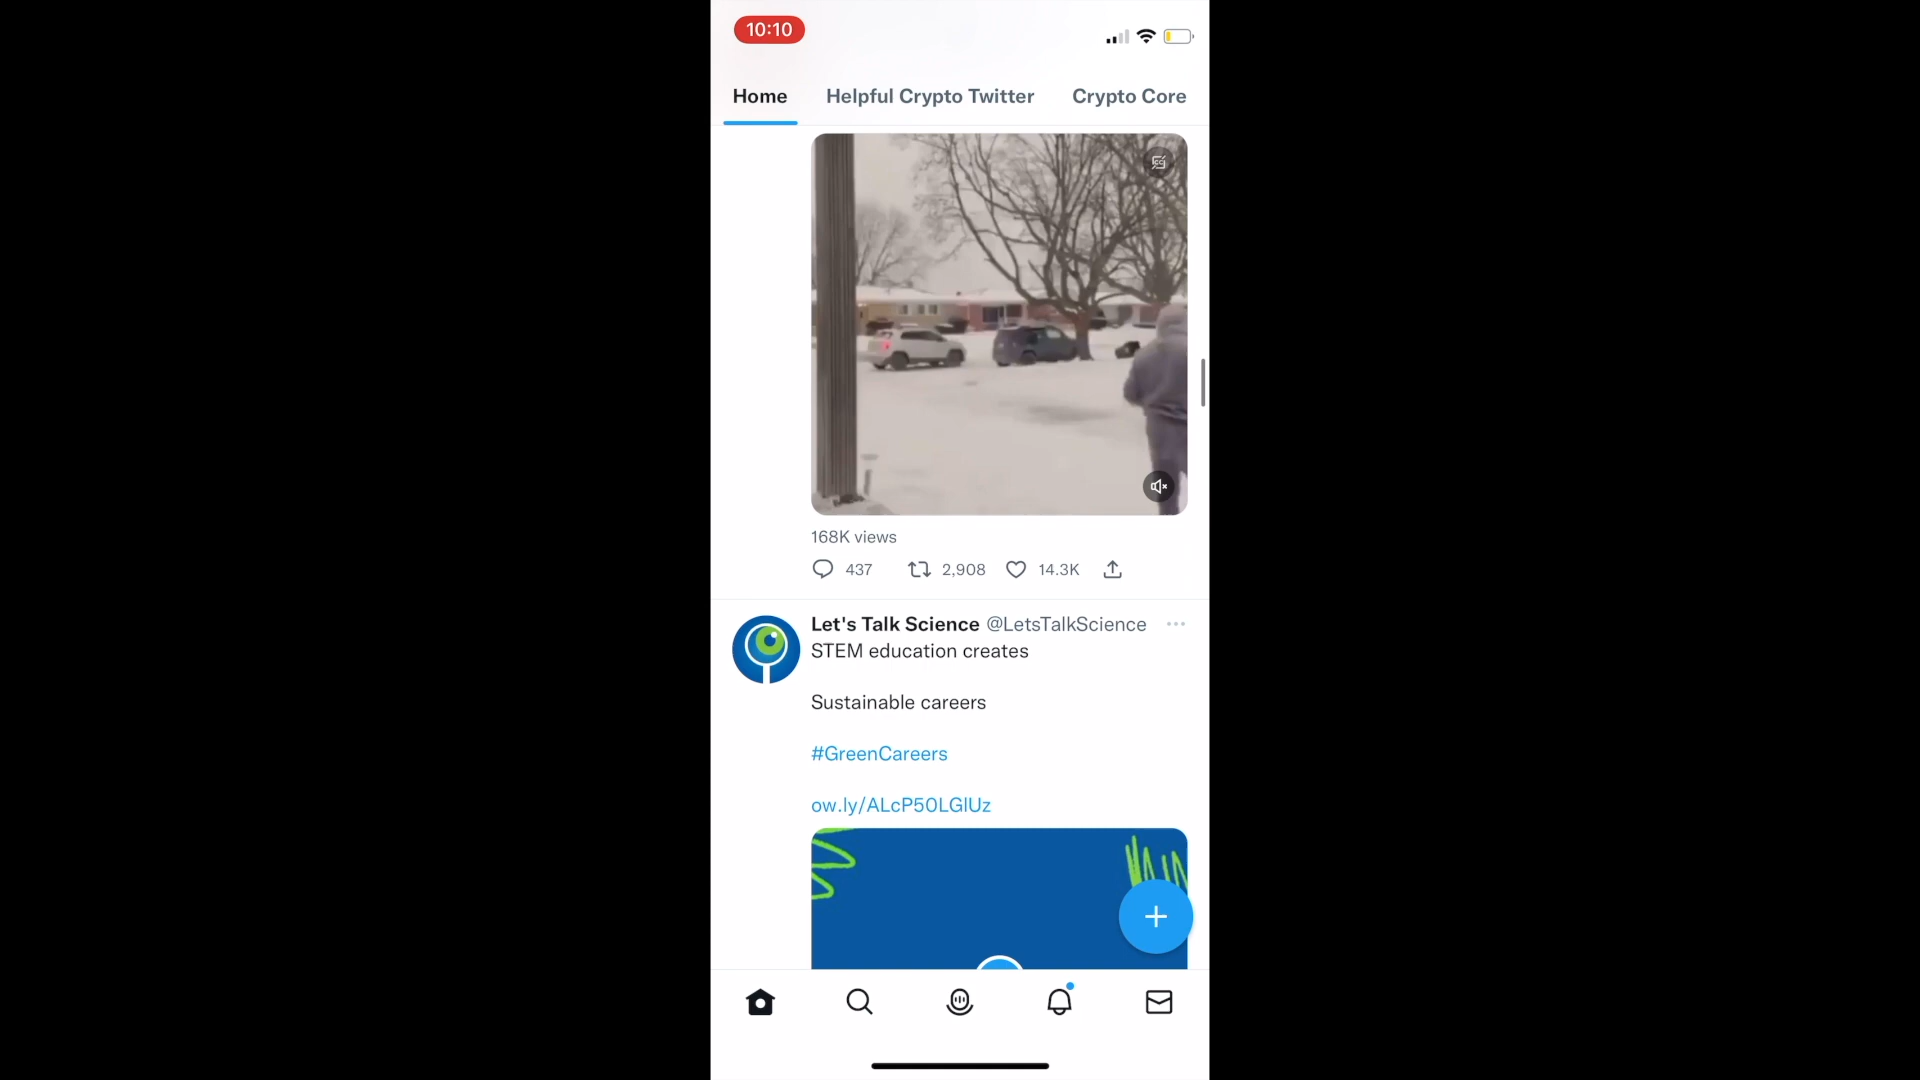 10:10
Home Helpful Crypto Twitter Crypto Core
168K views
437 2,908 14.3K
Let's Talk Science @LetsTalkScience
STEM education creates
Sustainable careers
#GreenCareers
ow.ly/ALcP50LGlUz